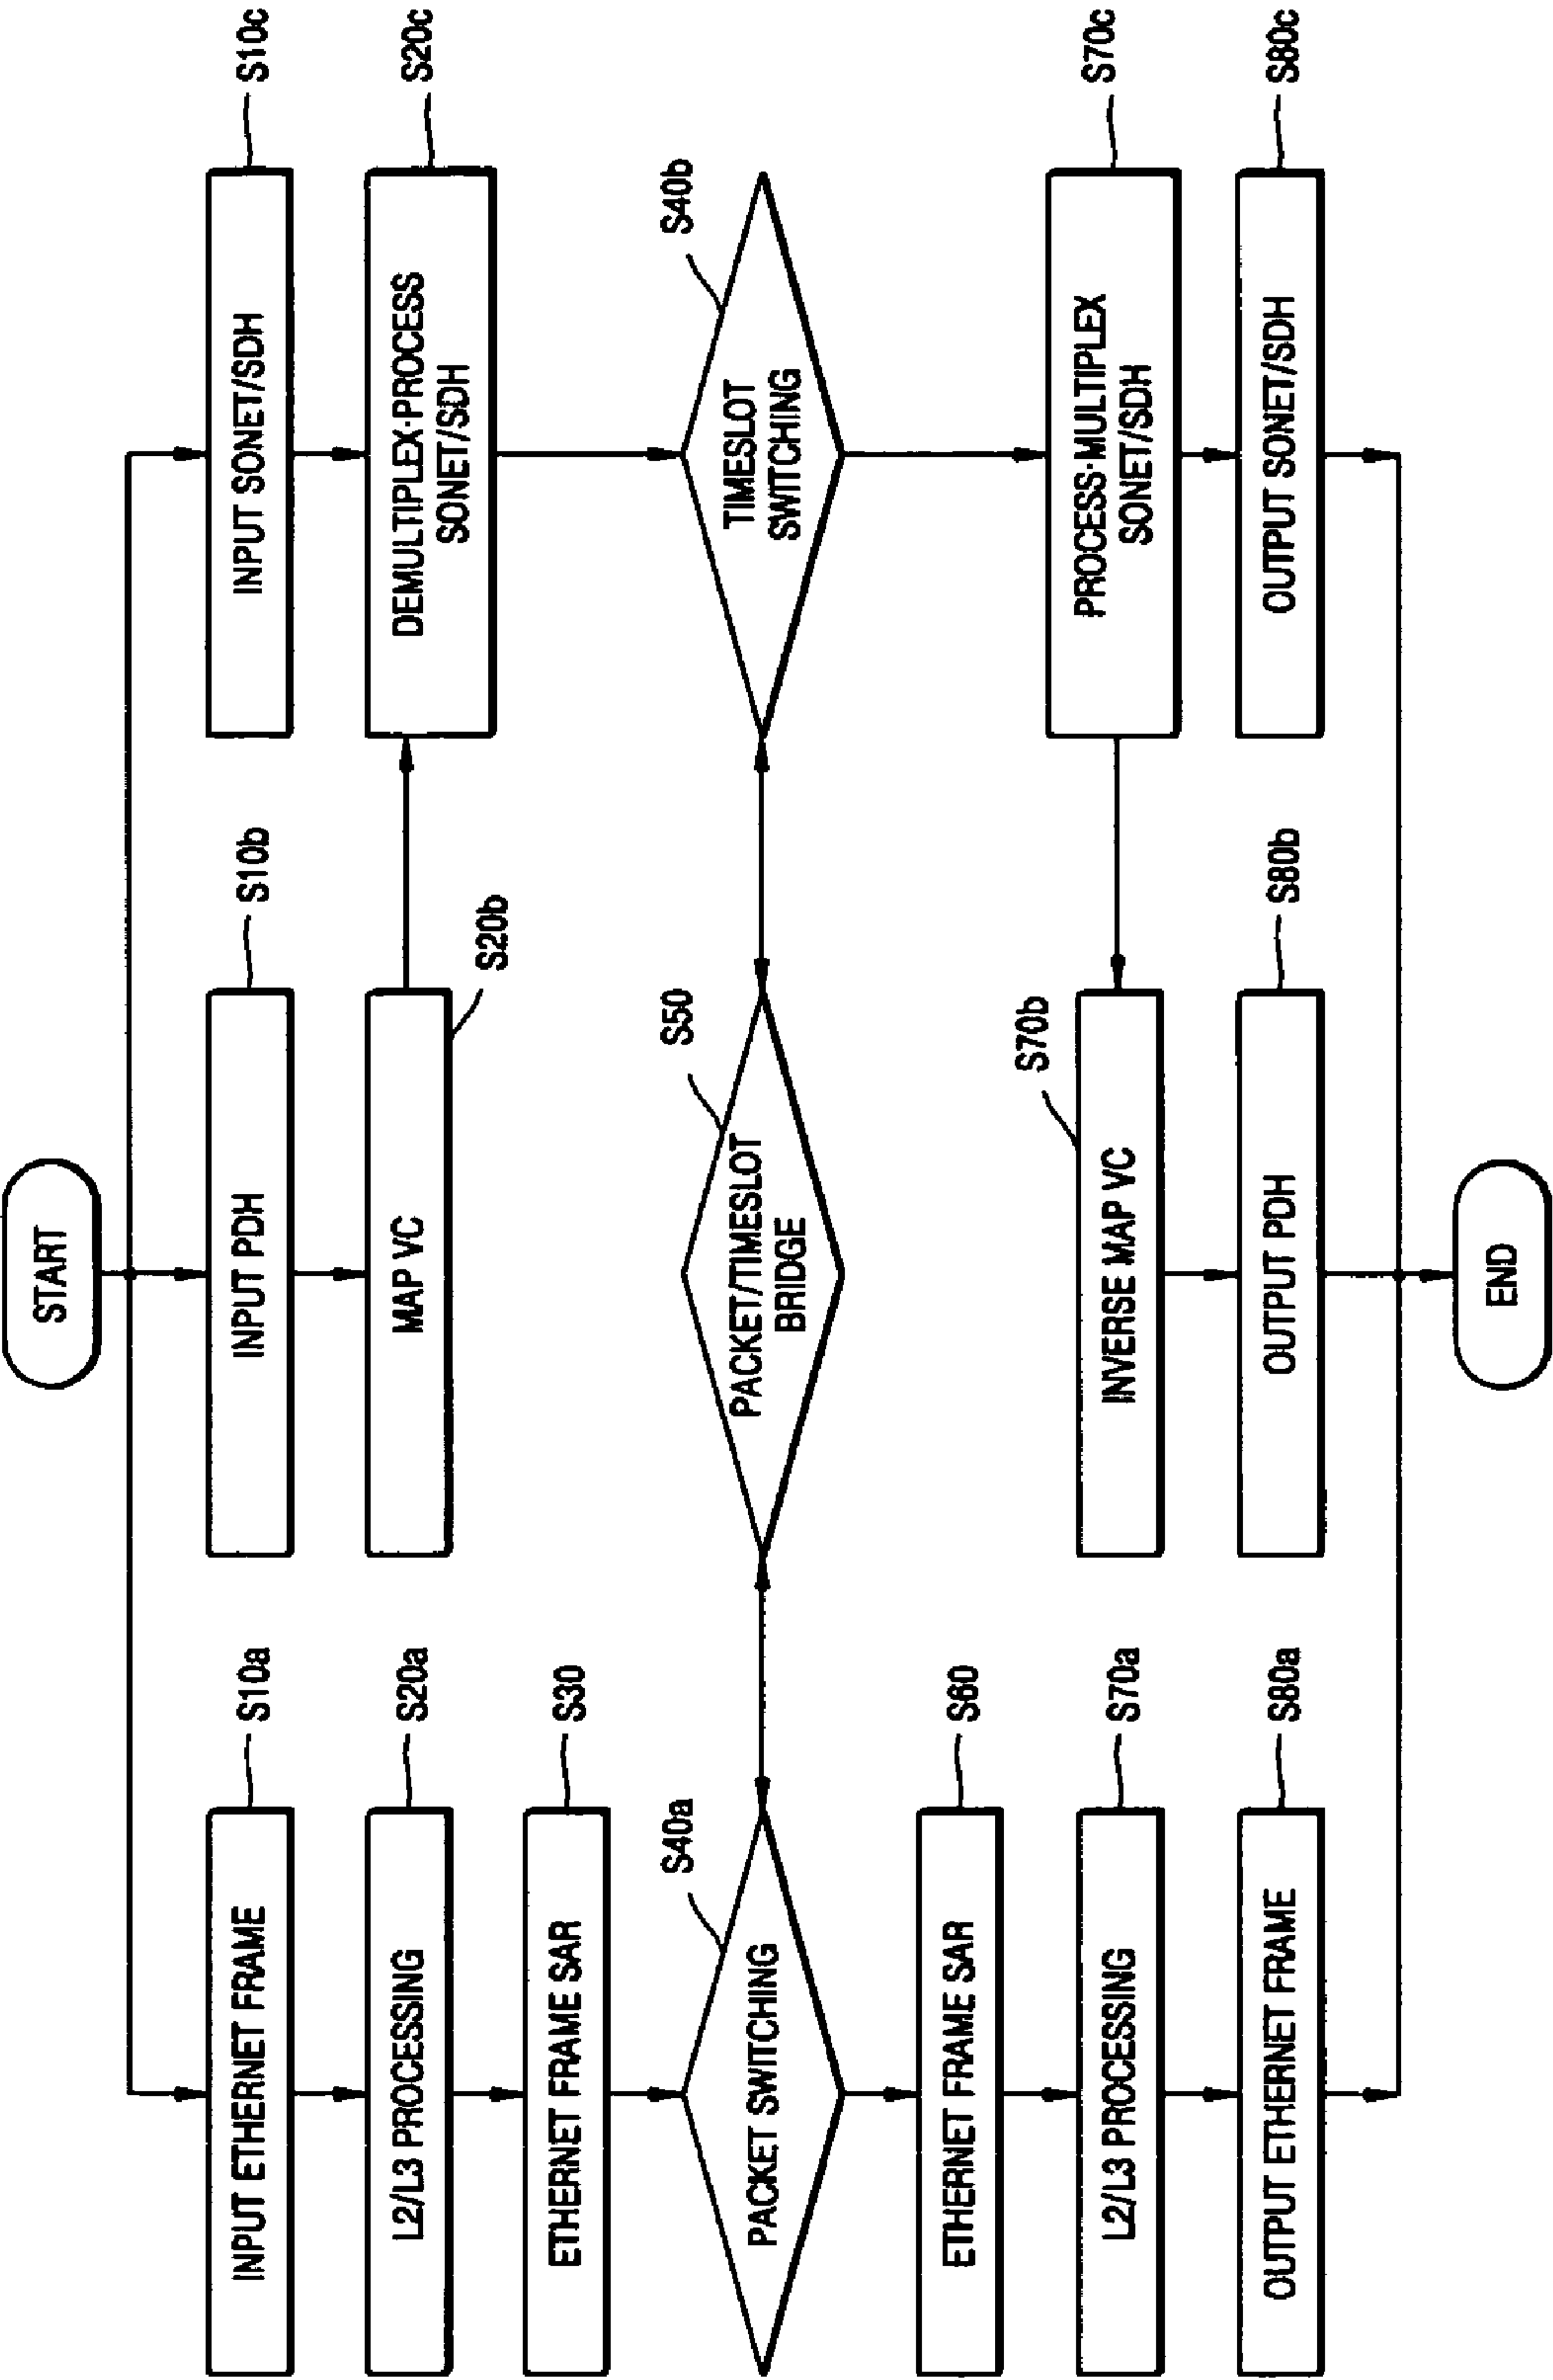 START
INPUT ETHERNET FRAME
S10a
INPUT PDH
S10b
INPUT SONET/SDH
S10c
L2/L3 PROCESSING
S20a
MAP VC
S20b
DEMULTIPLEX·PROCESS
SONET/SDH
S20c
ETHERNET FRAME SAR
S30
PACKET SWITCHING
S40a
PACKET/TIMESLOT
BRIDGE
S50
TIMESLOT
SWITCHING
S40b
ETHERNET FRAME SAR
S60
L2/L3 PROCESSING
S70a
INVERSE MAP VC
S70b
PROCESS·MULTIPLEX
SONET/SDH
S70c
OUTPUT ETHERNET FRAME
S80a
OUTPUT PDH
S80b
OUTPUT SONET/SDH
S80c
END